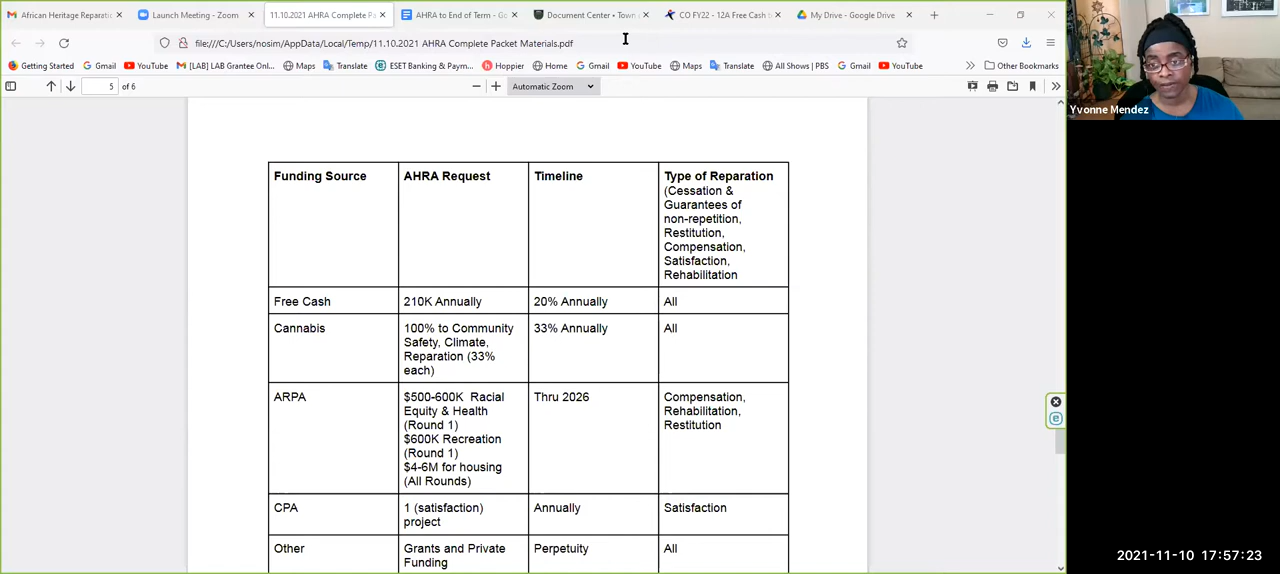 African Heritage Reparatic
Launch Meeting - Zoom
11.10.2021 AHRA Complete Pa
AHRA to End of Term - Go
Document Center • Town
CO FY22 - 12A Free Cash t
My Drive - Google Drive
file:///C:/Users/nosim/AppData/Local/Temp/11.10.2021 AHRA Complete Packet Materials.pdf
Getting Started Gmail YouTube [LAB] LAB Grantee Onl... Maps Translate ESET Banking & Paym... Hoppier Home Gmail YouTube Maps Translate All Shows | PBS Gmail YouTube Other Bookmarks
5 of 6
Automatic Zoom
Yvonne Mendez
Funding Source
AHRA Request
Timeline
Type of Reparation
(Cessation &
Guarantees of
non-repetition,
Restitution,
Compensation,
Satisfaction,
Rehabilitation
Free Cash
210K Annually
20% Annually
All
Cannabis
100% to Community
Safety, Climate,
Reparation (33%
each)
33% Annually
All
ARPA
$500-600K Racial
Equity & Health
(Round 1)
$600K Recreation
(Round 1)
$4-6M for housing
(All Rounds)
Thru 2026
Compensation,
Rehabilitation,
Restitution
CPA
1 (satisfaction)
project
Annually
Satisfaction
Other
Grants and Private
Funding
Perpetuity
All
2021-11-10 17:57:23